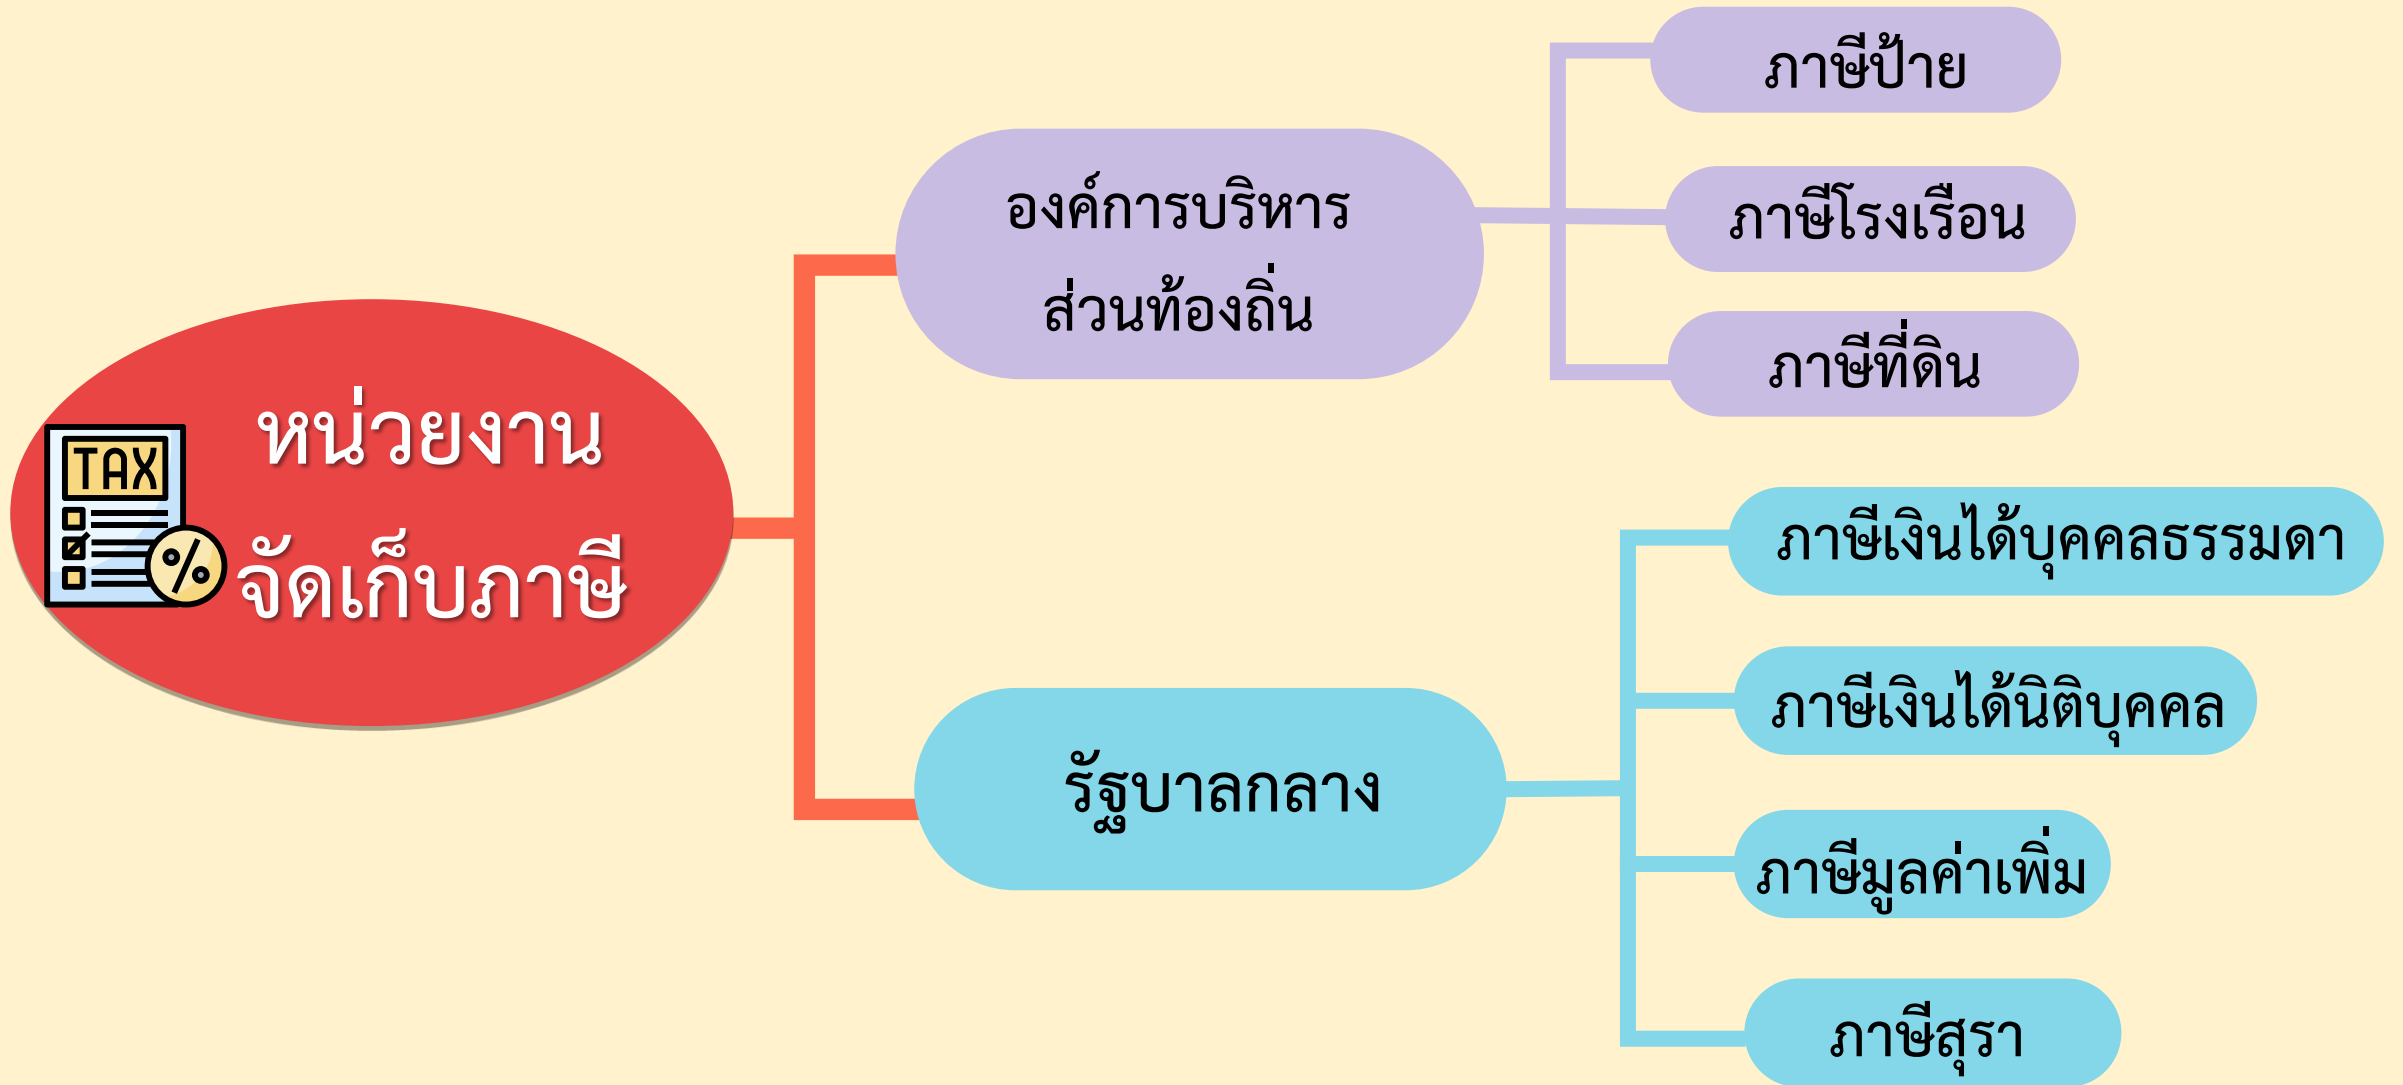 TAX
%
หน่วยงาน
จัดเก็บภาษี
องค์การบริหาร
ส่วนท้องถิ่น
ภาษีป้าย
ภาษีโรงเรือน
ภาษีที่ดิน
รัฐบาลกลาง
ภาษีเงินได้บุคคลธรรมดา
ภาษีเงินได้นิติบุคคล
ภาษีมูลค่าเพิ่ม
ภาษีสุรา